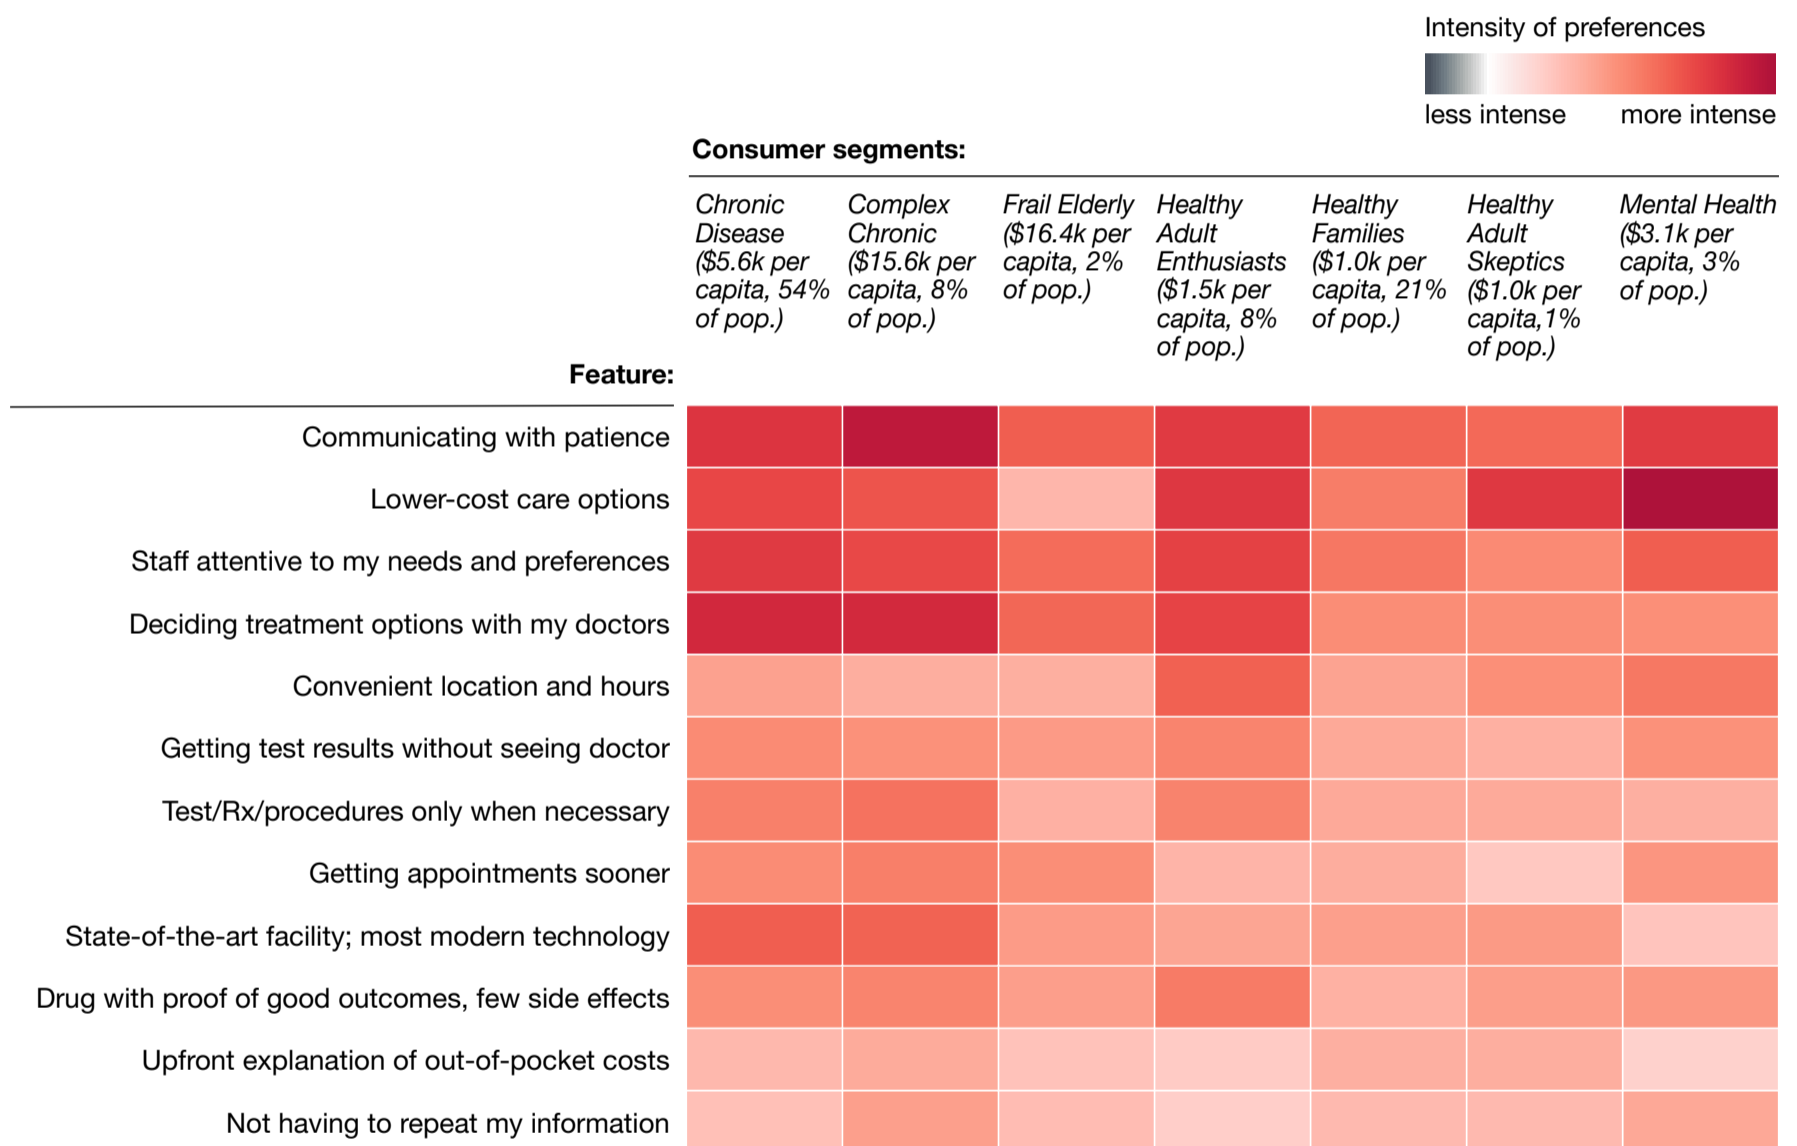 Intensity of preferences
less intense more intense
Consumer segments:
Chronic
Disease
($5.6k per
capita, 54%
of pop.)
Complex
Chronic
($15.6k per
capita, 8%
of pop.)
Frail Elderly
($16.4k per
capita, 2%
of pop.)
Healthy
Adult
Enthusiasts
($1.5k per
capita, 8%
of pop.)
Healthy
Families
($1.0k per
capita, 21%
of pop.)
Healthy
Adult
Skeptics
($1.0k per
capita,1%
of pop.)
Mental Health
($3.1k per
capita, 3%
of pop.)
Feature:
Communicating with patience
Lower-cost care options
Staff attentive to my needs and preferences
Deciding treatment options with my doctors
Convenient location and hours
Getting test results without seeing doctor
Test/Rx/procedures only when necessary
Getting appointments sooner
State-of-the-art facility; most modern technology
Drug with proof of good outcomes, few side effects
Upfront explanation of out-of-pocket costs
Not having to repeat my information